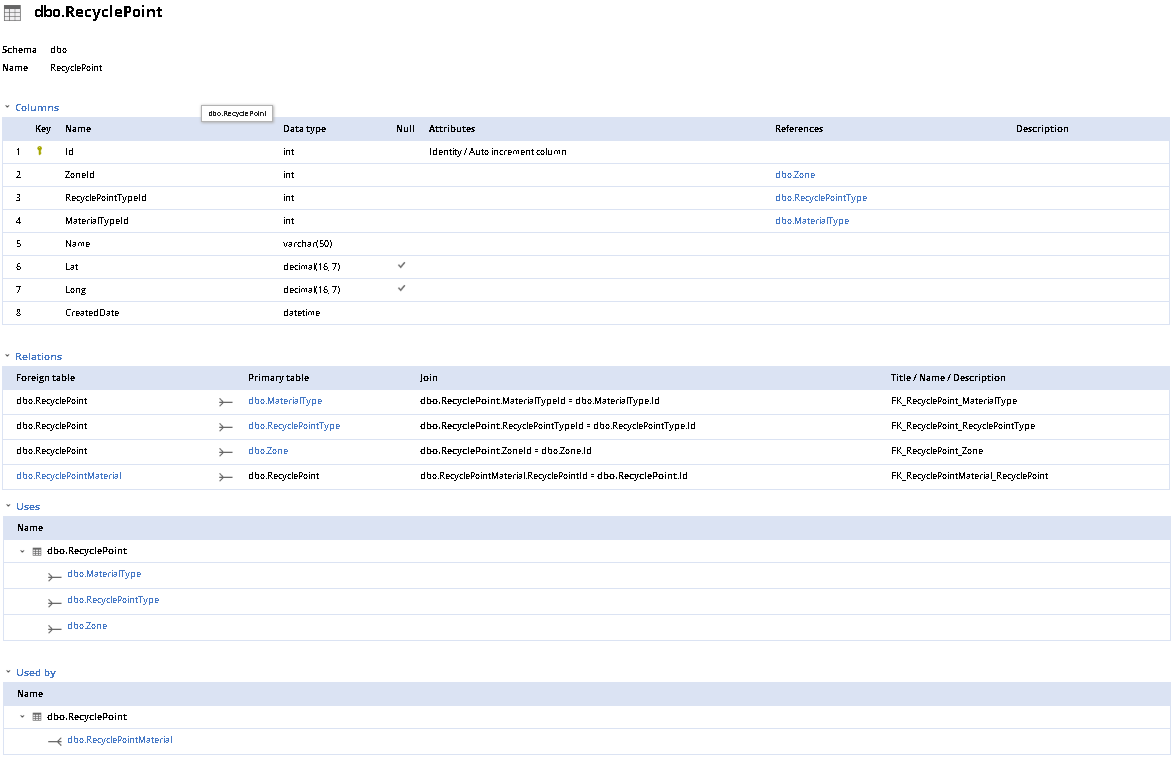 dbo.RecyclePoint
Schema dbo
Name RecyclePoint
Columns
dbo.RecyclePoint
Key Name Data type Null Attributes References Description
1 Id int Identity / Auto increment column
2 ZoneId int dbo.Zone
3 RecyclePointTypeId int dbo.RecyclePointType
4 MaterialTypeId int dbo.MaterialType
5 Name varchar(50)
6 Lat decimal(16, 7)
7 Long decimal(16, 7)
8 CreatedDate datetime
Relations
Foreign table Primary table Join Title / Name / Description
dbo.RecyclePoint dbo.MaterialType dbo.RecyclePoint.MaterialTypeId = dbo.MaterialType.Id FK_RecyclePoint_MaterialType
dbo.RecyclePoint dbo.RecyclePointType dbo.RecyclePoint.RecyclePointTypeId = dbo.RecyclePointType.Id FK_RecyclePoint_RecyclePointType
dbo.RecyclePoint dbo.Zone dbo.RecyclePoint.ZoneId = dbo.Zone.Id FK_RecyclePoint_Zone
dbo.RecyclePointMaterial dbo.RecyclePoint dbo.RecyclePointMaterial.RecyclePointId = dbo.RecyclePoint.Id FK_RecyclePointMaterial_RecyclePoint
Uses
Name
dbo.RecyclePoint
dbo.MaterialType
dbo.RecyclePointType
dbo.Zone
Used by
Name
dbo.RecyclePoint
dbo.RecyclePointMaterial